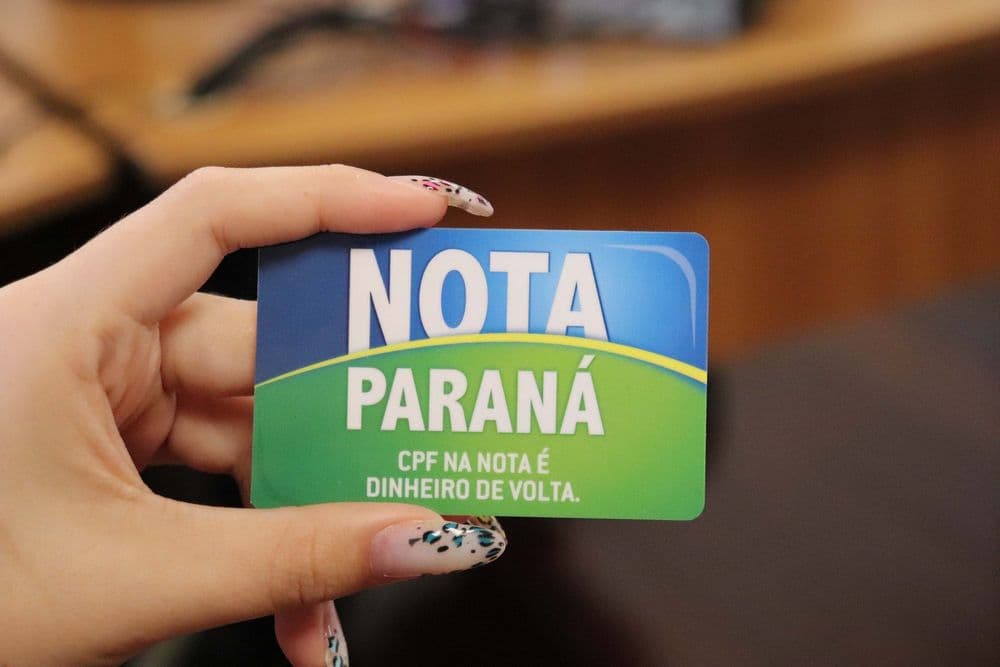 NOTA
PARANÁ
CPF NA NOTA É
DINHEIRO DE VOLTA.